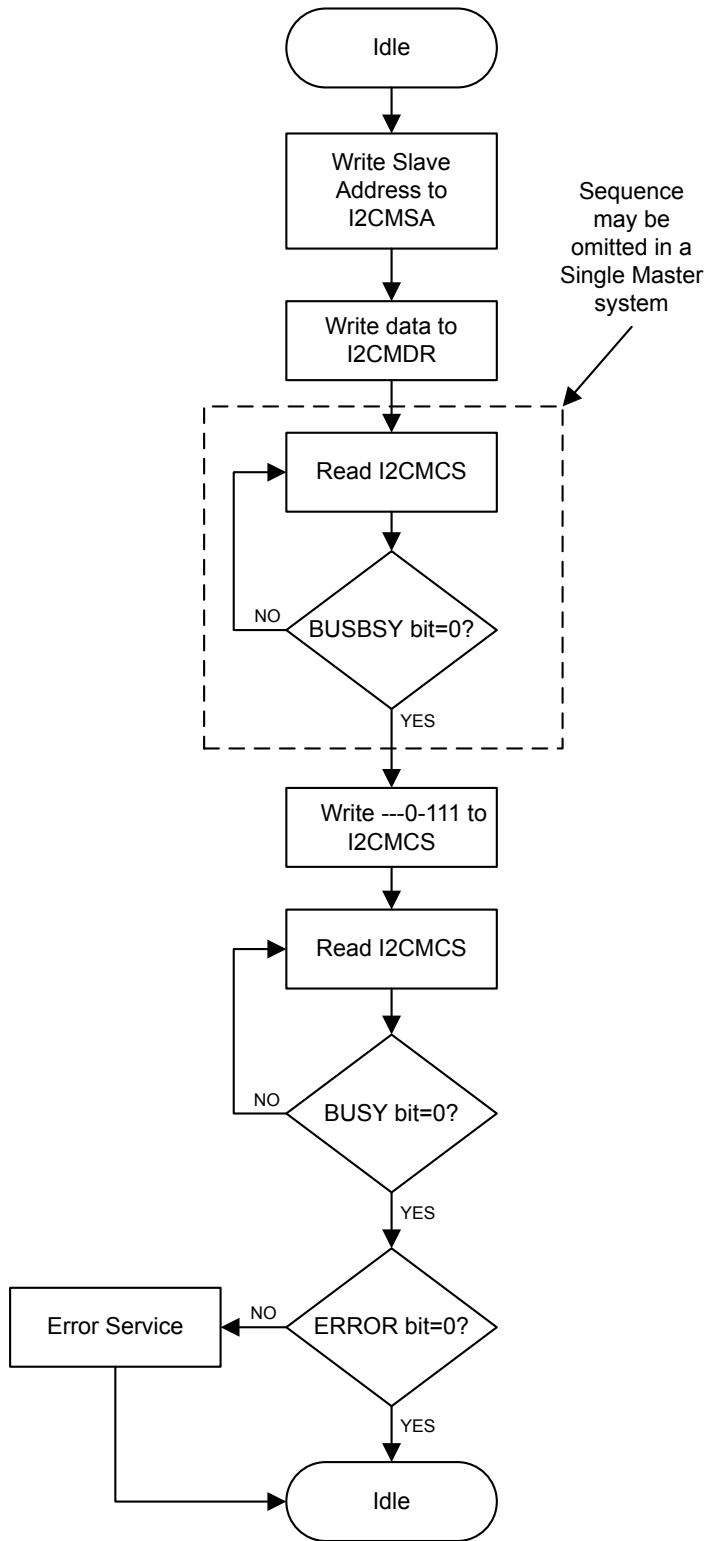 Idle
Write Slave
Address to
I2CMSA
Sequence
may be
omitted in a
Single Master
system
Write data to
I2CMDR
Read I2CMCS
NO
BUSBSY bit=0?
YES
Write ---0-111 to
I2CMCS
Read I2CMCS
NO
BUSY bit=0?
YES
Error Service
NO
ERROR bit=0?
YES
Idle